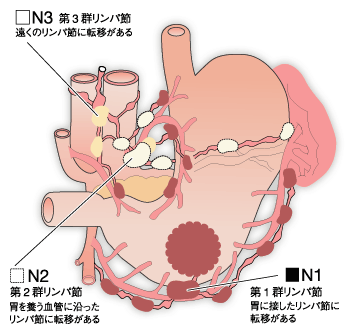 N3 第3群リンパ節
遠くのリンパ節に転移がある
N2
第2群リンパ節
胃を養う血管に沿った
リンパ節に転移がある
N1
第1群リンパ節
胃に接したリンパ節に
転移がある